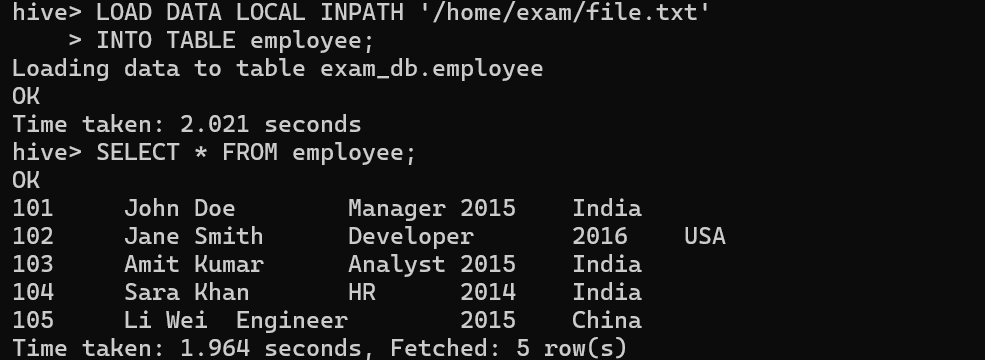 hive> LOAD DATA LOCAL INPATH '/home/exam/file.txt'
    > INTO TABLE employee;
Loading data to table exam_db.employee
OK
Time taken: 2.021 seconds
hive> SELECT * FROM employee;
OK
101     John Doe        Manager 2015    India
102     Jane Smith      Developer       2016    USA
103     Amit Kumar      Analyst 2015    India
104     Sara Khan       HR      2014    India
105     Li Wei  Engineer        2015    China
Time taken: 1.964 seconds, Fetched: 5 row(s)